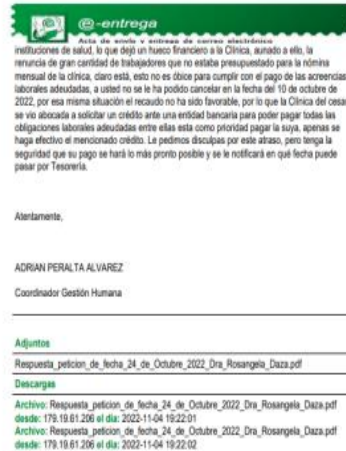 @-entrega
Acta de envío y entrega de correo electrónico
instituciones de salud, lo que dejó un hueco financiero a la Clínica, aunado a ello, la
renuncia de gran cantidad de trabajadores que no estaba presupuestado para la nómina
mensual de la clínica, claro está, esto no es óbice para cumplir con el pago de las acreencias
laborales adeudadas, a usted no se le ha podido cancelar en la fecha del 10 de octubre de
2022, por esa misma situación el recaudo no ha sido favorable, por lo que la Clínica del cesar
se vio abocada a solicitar un crédito ante una entidad bancaria para poder pagar todas las
obligaciones laborales adeudadas entre ellas esta como prioridad pagar la suya, apenas se
haga efectivo el mencionado crédito. Le pedimos disculpas por este atraso, pero tenga la
seguridad que su pago se hará lo más pronto posible y se le notificará en qué fecha puede
pasar por Tesorería.
Atentamente,
ADRIAN PERALTA ALVAREZ
Coordinador Gestión Humana
Adjuntos
Respuesta_peticion_de_fecha_24_de_Octubre_2022_Dra_Rosangela_Daza.pdf
Descargas
Archivo: Respuesta_peticion_de_fecha_24_de_Octubre_2022_Dra_Rosangela_Daza.pdf
desde: 179.19.61.206 el día: 2022-11-04 19:22:01
Archivo: Respuesta_peticion_de_fecha_24_de_Octubre_2022_Dra_Rosangela_Daza.pdf
desde: 179.19.61.206 el día: 2022-11-04 19:22:02